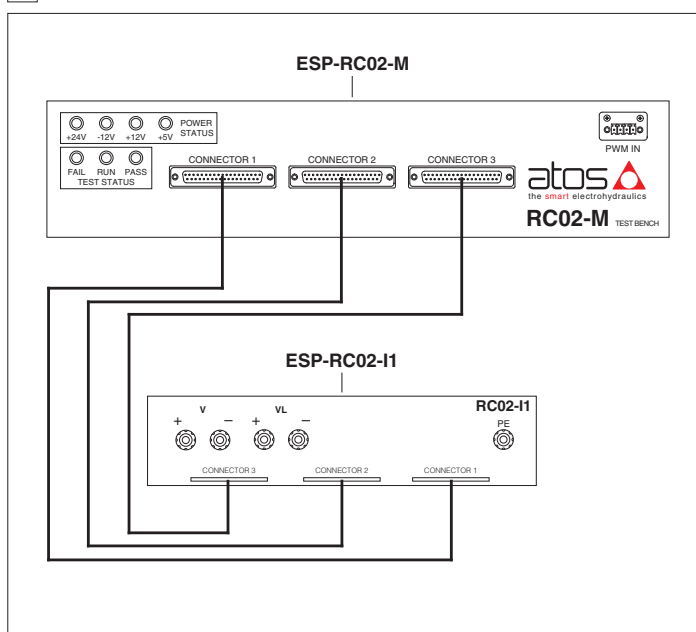 ESP-RC02-M
+24V -12V +12V +5V
POWER
STATUS
FAIL RUN PASS
TEST STATUS
CONNECTOR 1 CONNECTOR 2 CONNECTOR 3
PWM IN
atos
the smart electrohydraulics
RC02-M TEST BENCH
ESP-RC02-I1
RC02-I1
V VL
+ − + −
PE
CONNECTOR 3 CONNECTOR 2 CONNECTOR 1